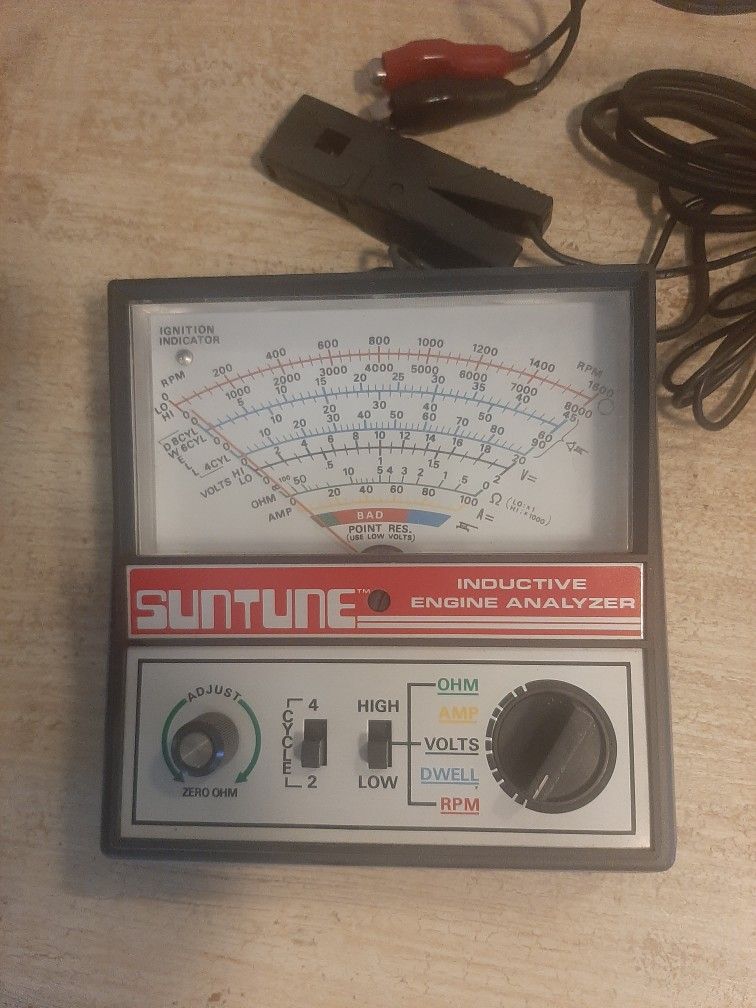 IGNITION
INDICATOR
RPM 0 200 400 600 800 1000 1200 1400 1600 RPM
LO
HI 0 1000 2000 3000 4000 5000 6000 7000 8000
D 8CYL 0 5 10 15 20 25 30 35 40 45
W 6CYL 0 10 20 30 40 50 60
E
L
L 4CYL 0 10 20 30 40 50 60 70 80 90
VOLTS HI 0 2 4 6 8 10 12 14 16 18 20 V=
LO 0 .5 1 1.5 2
OHM ∞ 100 50 10 5 4 3 2 1 .5 0 Ω (LO:x1
HI:x1000)
AMP 0 20 40 60 80 100 A=
BAD
POINT RES.
(USE LOW VOLTS)
SUNTUNE™
INDUCTIVE
ENGINE ANALYZER
ADJUST
ZERO OHM
CYCLE
4
2
HIGH
LOW
OHM
AMP
VOLTS
DWELL
RPM